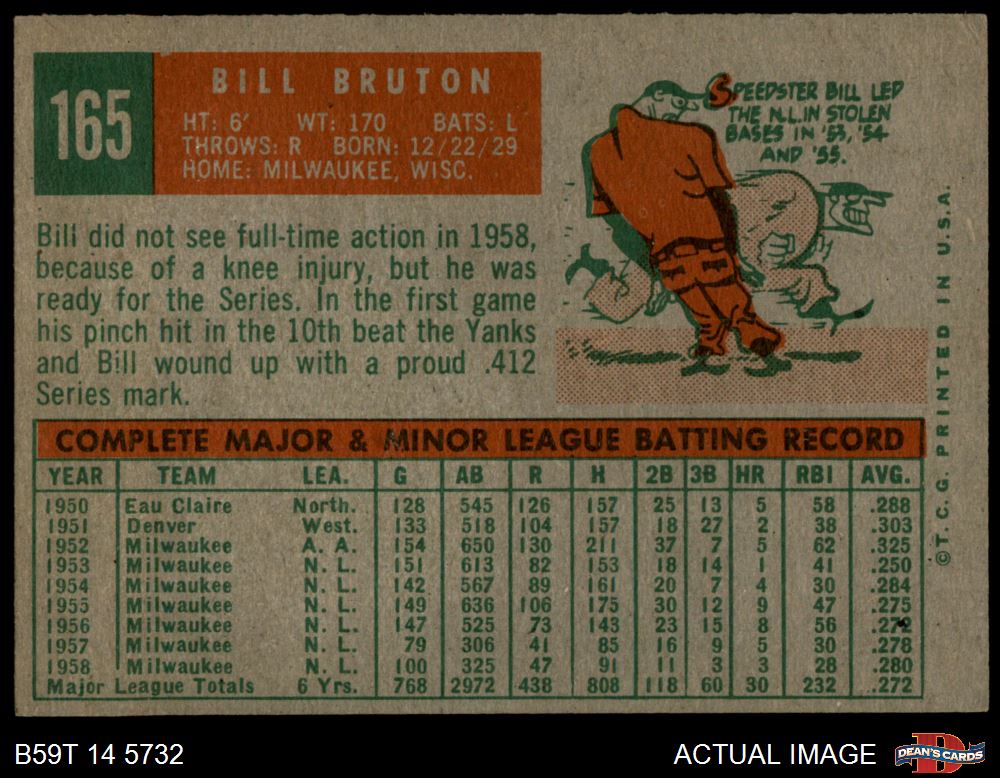 165
BILL BRUTON
HT: 6' WT: 170 BATS: L
THROWS: R BORN: 12/22/29
HOME: MILWAUKEE, WISC.
SPEEDSTER BILL LED
THE N.L. IN STOLEN
BASES IN '53, '54
AND '55.
Bill did not see full-time action in 1958,
because of a knee injury, but he was
ready for the Series. In the first game
his pinch hit in the 10th beat the Yanks
and Bill wound up with a proud .412
Series mark.
COMPLETE MAJOR & MINOR LEAGUE BATTING RECORD
YEAR TEAM LEA. G AB R H 2B 3B HR RBI AVG.
1950 Eau Claire North. 128 545 126 157 25 13 5 58 .288
1951 Denver West. 133 518 104 157 18 27 2 38 .303
1952 Milwaukee A. A. 154 650 130 211 37 7 5 62 .325
1953 Milwaukee N. L. 151 613 82 153 18 14 1 41 .250
1954 Milwaukee N. L. 142 567 89 161 20 7 4 30 .284
1955 Milwaukee N. L. 149 636 106 175 30 12 9 47 .275
1956 Milwaukee N. L. 147 525 73 143 23 15 8 56 .272
1957 Milwaukee N. L. 79 306 41 85 16 9 5 30 .278
1958 Milwaukee N. L. 100 325 47 91 11 3 3 28 .280
Major League Totals 6 Yrs. 768 2972 438 808 118 60 30 232 .272
©T. C. G. PRINTED IN U.S.A.
B59T 14 5732
ACTUAL IMAGE
D
DEAN'S CARDS